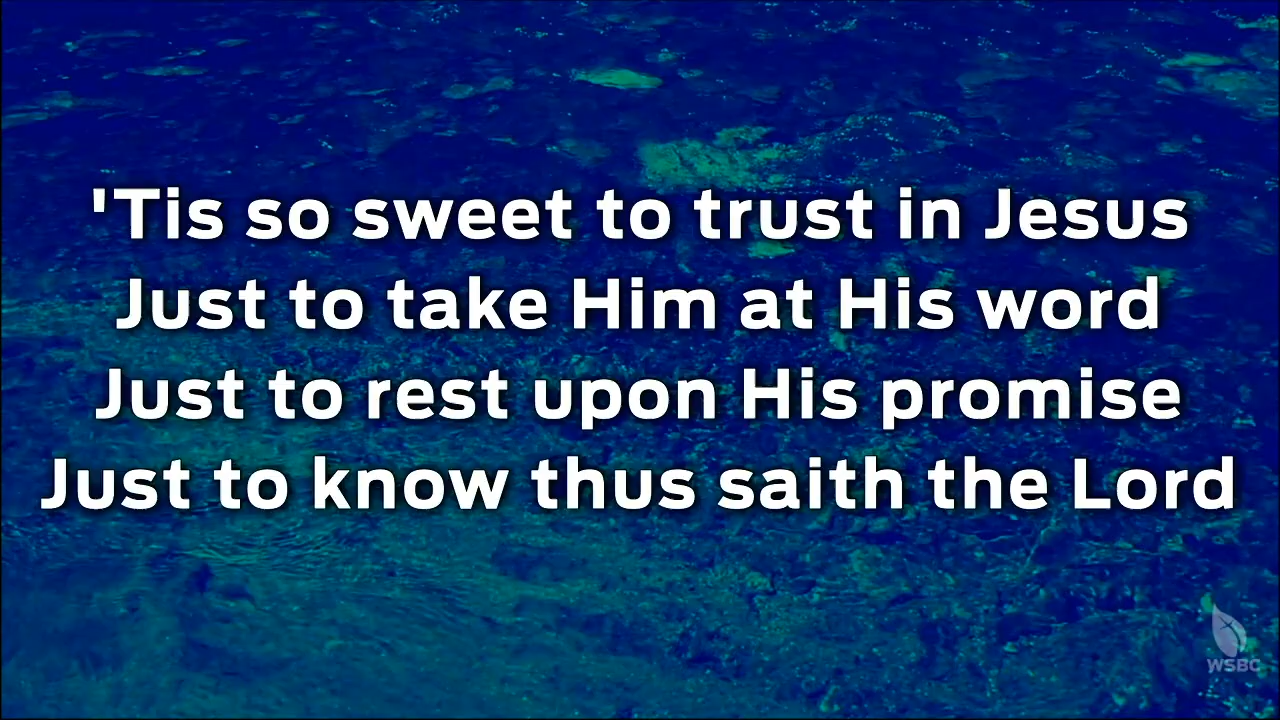 'Tis so sweet to trust in Jesus
Just to take Him at His word
Just to rest upon His promise
Just to know thus saith the Lord
WSBC